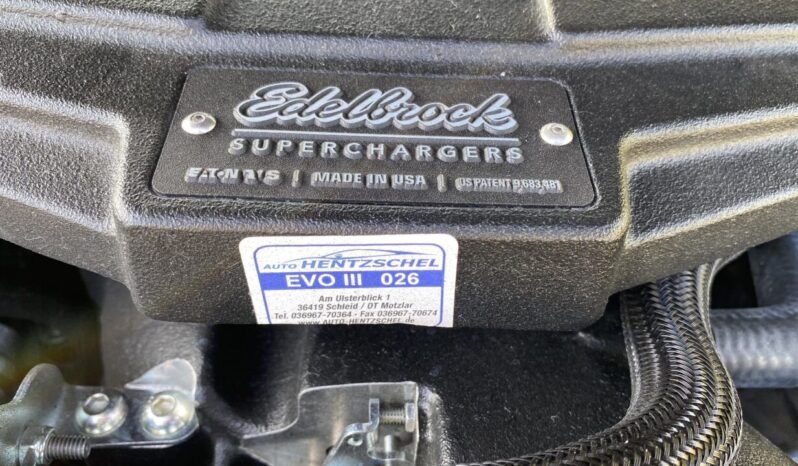 Edelbrock
SUPERCHARGERS
EATON TVS | MADE IN USA | US PATENT 9,683,481
AUTO HENTZSCHEL
EVO III 026
Am Ulsterblick 1
36419 Schleid / OT Motzlar
Tel. 036967-70364 - Fax 036967-70674
www.AUTO-HENTZSCHEL.de